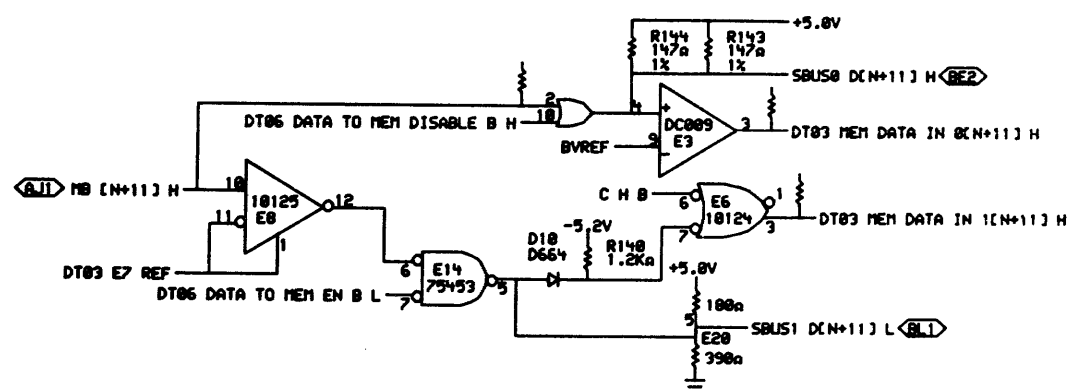 +5.0V
R144 R143
147Ω 147Ω
1% 1%
SBUS0 D[N+11] H BE2
2
DT06 DATA TO MEM DISABLE B H 10
4 + DC009 3 DT03 MEM DATA IN 0[N+11] H
E3
BVREF -
AJ1 MB [N+11] H 10
10125 12
E8
11
1
DT03 E7 REF
C H B 6 E6 1
10124
7 3 DT03 MEM DATA IN 1[N+11] H
D10 -5.2V
D664 R140
1.2KΩ
6 E14
75453 5
DT06 DATA TO MEM EN B L 7
+5.0V
180Ω
5
SBUS1 D[N+11] L BL1
E20
390Ω